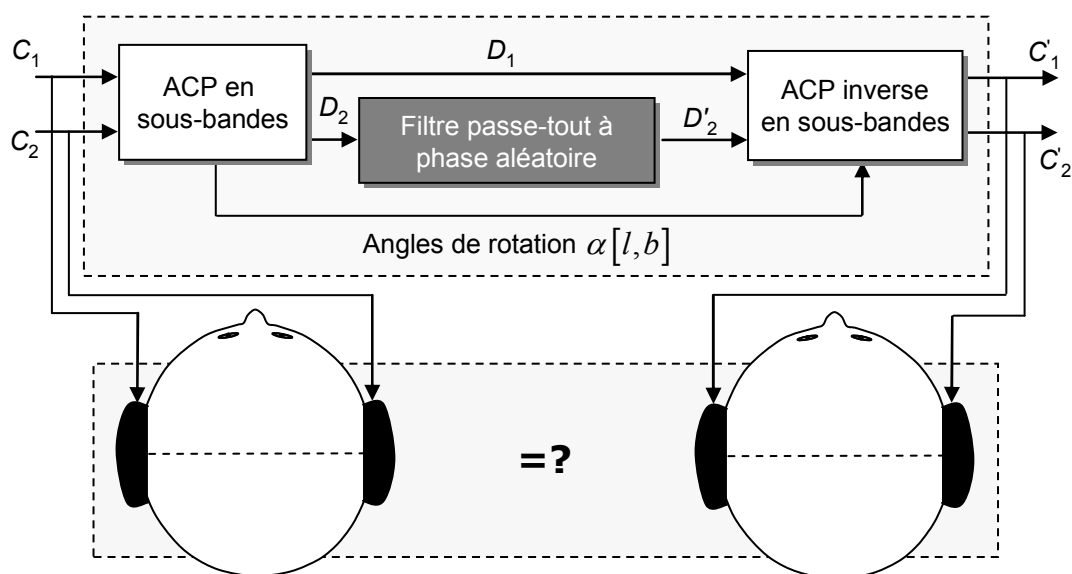 C1
C2
ACP en
sous-bandes
D1
D2
Filtre passe-tout à
phase aléatoire
D'2
ACP inverse
en sous-bandes
C'1
C'2
Angles de rotation α[l,b]
=?